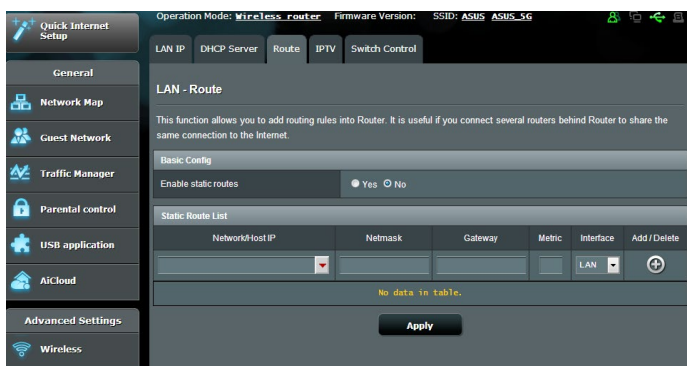 Quick Internet
Setup
General
Network Map
Guest Network
Traffic Manager
Parental control
USB application
AiCloud
Advanced Settings
Wireless
Operation Mode: Wireless router Firmware Version: SSID: ASUS ASUS_5G
LAN IP DHCP Server Route IPTV Switch Control
LAN - Route
This function allows you to add routing rules into Router. It is useful if you connect several routers behind Router to share the
same connection to the Internet.
Basic Config
Enable static routes Yes No
Static Route List
Network/Host IP Netmask Gateway Metric Interface Add / Delete
LAN
No data in table.
Apply